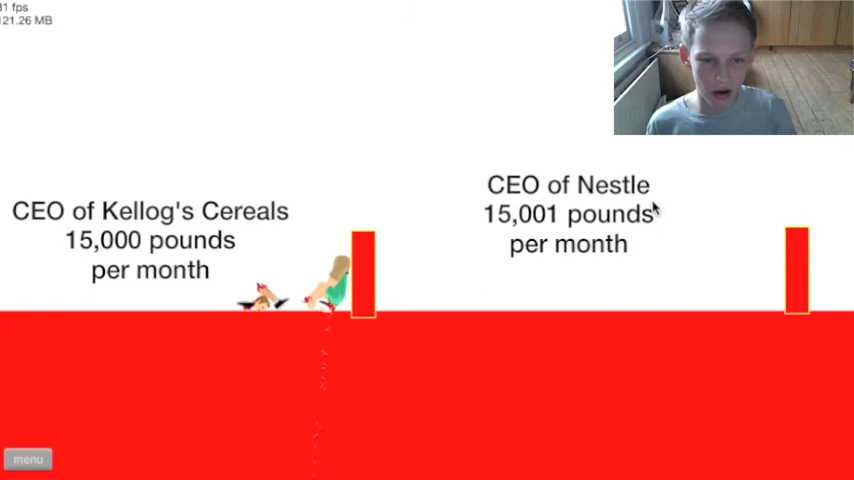 31 fps
121.26 MB
CEO of Kellog's Cereals
15,000 pounds
per month
CEO of Nestle
15,001 pounds
per month
menu